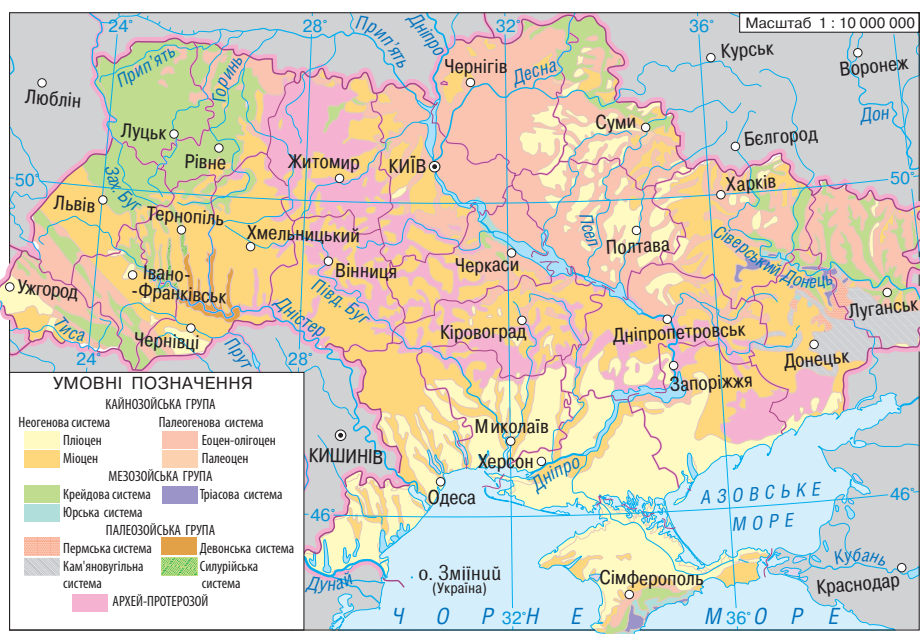 Масштаб 1 : 10 000 000
24°
28°
32°
36°
Прип'ять
Дніпро
Курськ
Воронеж
Чернігів
Десна
Прип'ять
Горинь
Люблін
Дон
Луцьк
Суми
Бєлгород
Рівне
Житомир
КИЇВ
50°
Зах. Буг
Харків
50°
Львів
Тернопіль
Псел
Хмельницький
Полтава
Сіверський Донець
Вінниця
Черкаси
Івано-
-Франківськ
Ужгород
Півд. Буг
Луганськ
Дністер
Кіровоград
Дніпропетровськ
Тиса
Чернівці
Прут
Донецьк
24°
28°
Запоріжжя
УМОВНІ ПОЗНАЧЕННЯ
КАЙНОЗОЙСЬКА ГРУПА
Неогенова система
Палеогенова система
Пліоцен
Еоцен-олігоцен
Міоцен
Палеоцен
МЕЗОЗОЙСЬКА ГРУПА
Крейдова система
Тріасова система
Юрська система
ПАЛЕОЗОЙСЬКА ГРУПА
Пермська система
Девонська система
Кам'яновугільна
система
Силурійська
система
АРХЕЙ-ПРОТЕРОЗОЙ
Миколаїв
КИШИНІВ
Херсон
Дніпро
Одеса
АЗОВСЬКЕ
МОРЕ
46°
46°
Дунай
о. Зміїний
(Україна)
Сімферополь
Кубань
Краснодар
ЧОРНЕ МОРЕ
32°
36°